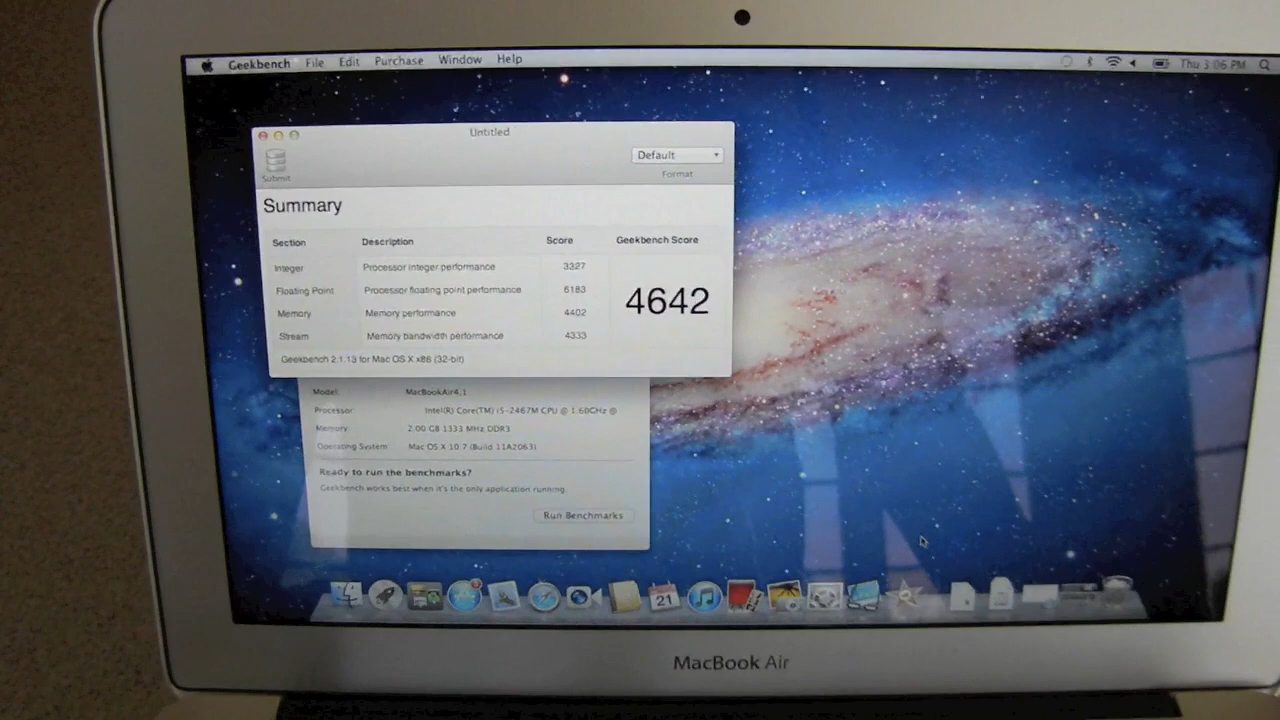 Geekbench File Edit Purchase Window Help Thu 3:06 PM
Untitled
Default
Submit
Format
Summary
Section Description Score Geekbench Score
Integer Processor integer performance 3327
Floating Point Processor floating point performance 6183
4642
Memory Memory performance 4402
Stream Memory bandwidth performance 4333
Geekbench 2.1.13 for Mac OS X x86 (32-bit)
Model: MacBookAir4,1
Processor: Intel(R) Core(TM) i5-2467M CPU @ 1.60GHz @
Memory: 2.00 GB 1333 MHz DDR3
Operating System: Mac OS X 10.7 (Build 11A2063)
Ready to run the benchmarks?
Geekbench works best when it's the only application running.
Run Benchmarks
21
MacBook Air